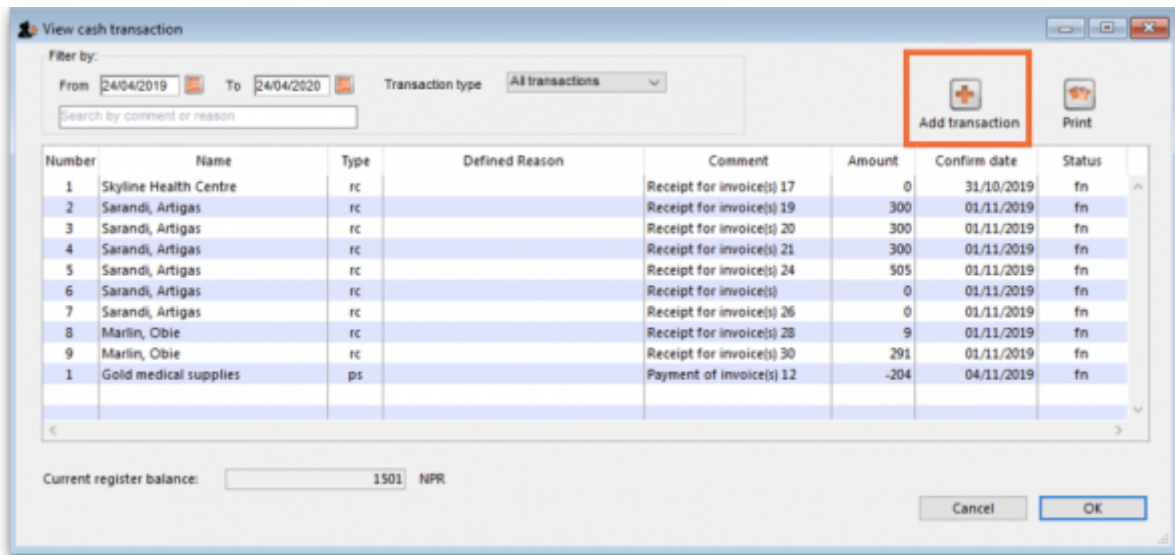 View cash transaction
Filter by:
From 24/04/2019 To 24/04/2020 Transaction type All transactions
Search by comment or reason
Add transaction Print
Number Name Type Defined Reason Comment Amount Confirm date Status
1 Skyline Health Centre rc Receipt for invoice(s) 17 0 31/10/2019 fn
2 Sarandi, Artigas rc Receipt for invoice(s) 19 300 01/11/2019 fn
3 Sarandi, Artigas rc Receipt for invoice(s) 20 300 01/11/2019 fn
4 Sarandi, Artigas rc Receipt for invoice(s) 21 300 01/11/2019 fn
5 Sarandi, Artigas rc Receipt for invoice(s) 24 505 01/11/2019 fn
6 Sarandi, Artigas rc Receipt for invoice(s) 0 01/11/2019 fn
7 Sarandi, Artigas rc Receipt for invoice(s) 26 0 01/11/2019 fn
8 Marlin, Obie rc Receipt for invoice(s) 28 9 01/11/2019 fn
9 Marlin, Obie rc Receipt for invoice(s) 30 291 01/11/2019 fn
1 Gold medical supplies ps Payment of invoice(s) 12 -204 04/11/2019 fn
Current register balance: 1501 NPR
Cancel OK